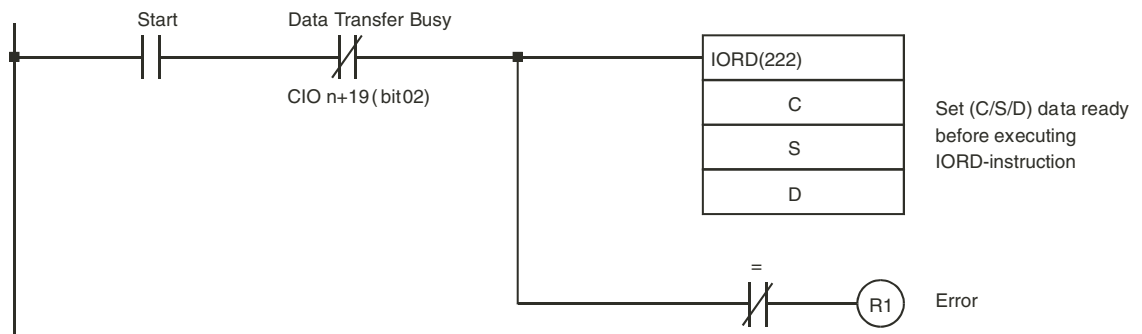 Start
Data Transfer Busy
CIO n+19 (bit02)
IORD(222)
C
S
D
Set (C/S/D) data ready
before executing
IORD-instruction
=
R1
Error